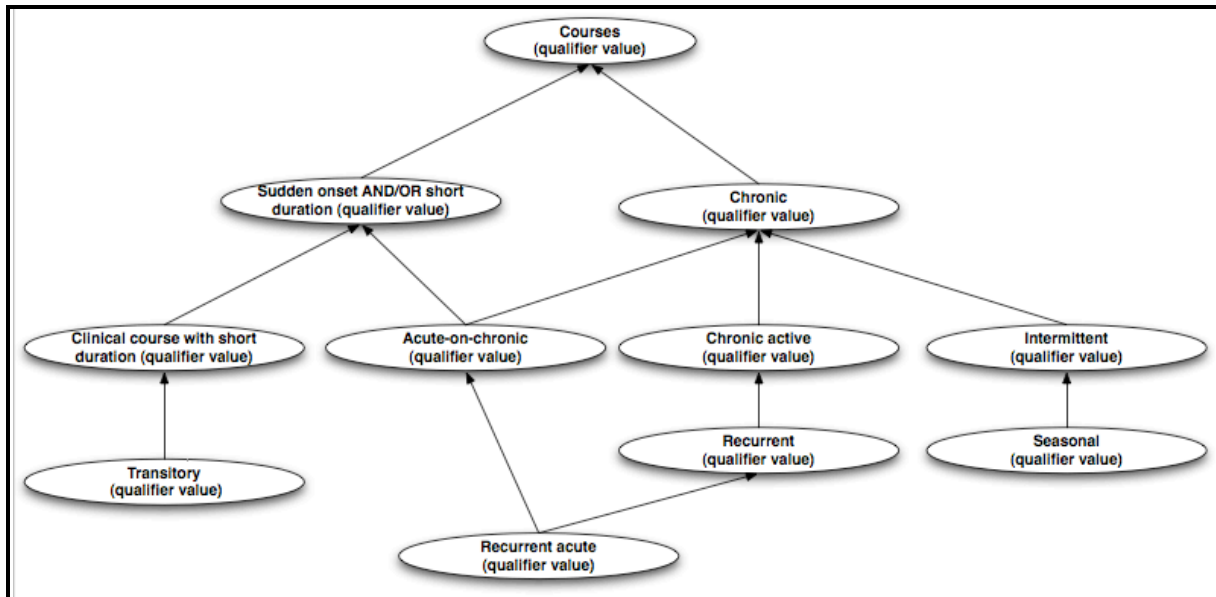 Courses
(qualifier value)
Sudden onset AND/OR short
duration (qualifier value)
Chronic
(qualifier value)
Clinical course with short
duration (qualifier value)
Acute-on-chronic
(qualifier value)
Chronic active
(qualifier value)
Intermittent
(qualifier value)
Transitory
(qualifier value)
Recurrent
(qualifier value)
Seasonal
(qualifier value)
Recurrent acute
(qualifier value)